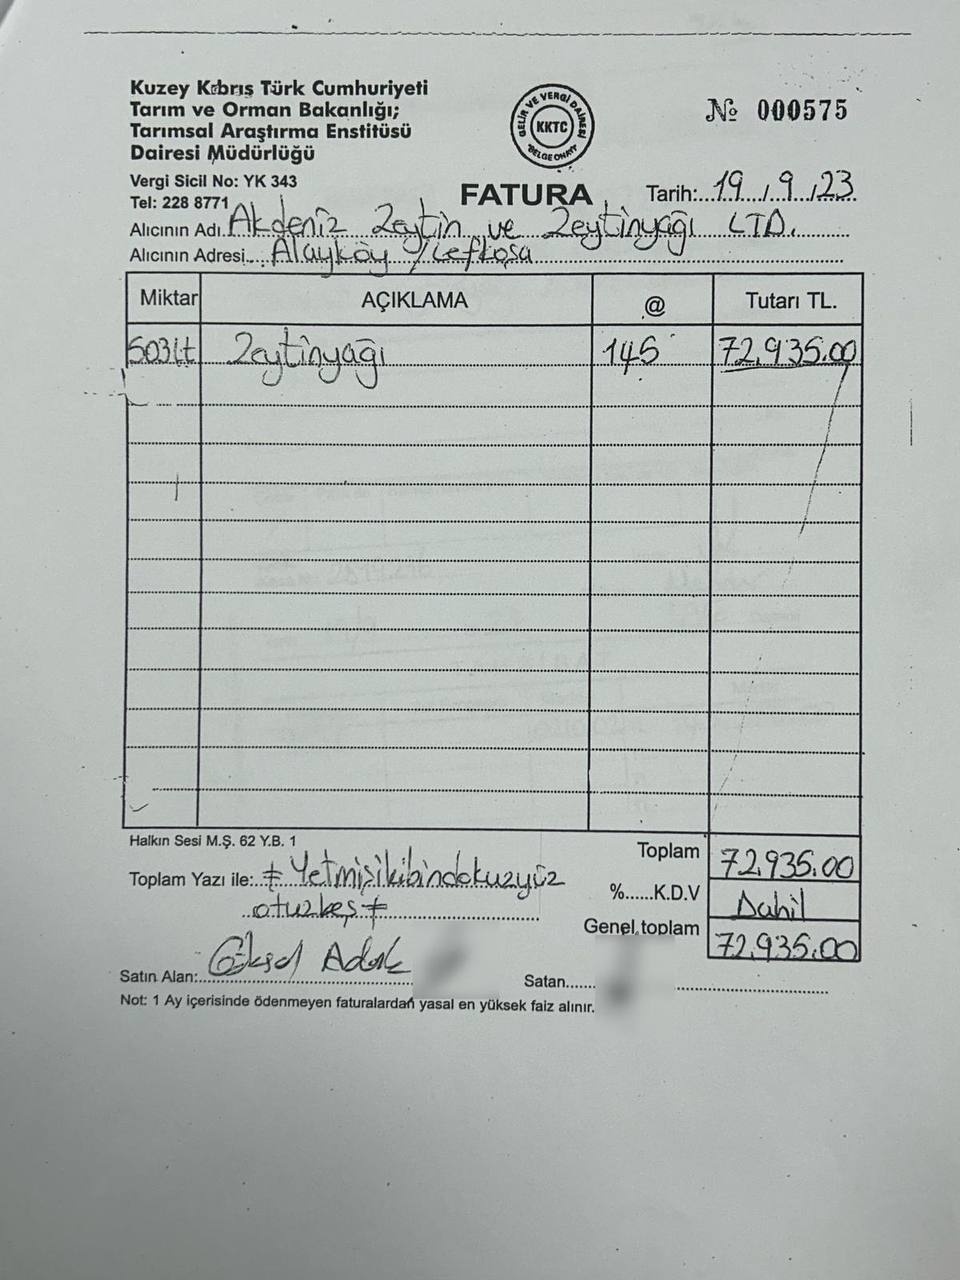 Kuzey Kıbrıs Türk Cumhuriyeti
Tarım ve Orman Bakanlığı;
Tarımsal Araştırma Enstitüsü
Dairesi Müdürlüğü
Vergi Sicil No: YK 343
Tel: 228 8771
GELİR VE VERGİ DAİRESİ
KKTC
BELGE ONAYI
FATURA
№ 000575
Tarih:...19../..9../23.
Alıcının Adı..Akdeniz Zeytin ve Zeytinyağı LTD.
Alıcının Adresi...Alayköy / Lefkoşa
Miktar AÇIKLAMA @ Tutarı TL.
503Lt Zeytinyağı 145 72.935.00
Halkın Sesi M.Ş. 62 Y.B. 1
Toplam 72.935.00
Toplam Yazı ile:..≠ Yetmişikibindokuzyüz
otuzbeş ≠
%......K.D.V Dahil
Genel toplam 72.935.00
Satın Alan:..
Satan......
Not: 1 Ay içerisinde ödenmeyen faturalardan yasal en yüksek faiz alınır.